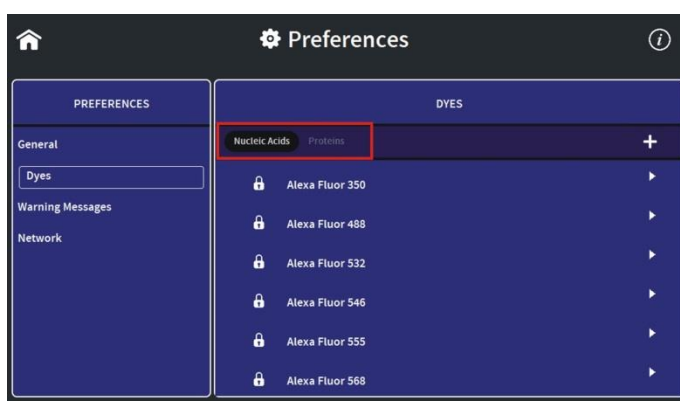 Preferences
PREFERENCES
General
Dyes
Warning Messages
Network
DYES
Nucleic Acids Proteins
Alexa Fluor 350
Alexa Fluor 488
Alexa Fluor 532
Alexa Fluor 546
Alexa Fluor 555
Alexa Fluor 568